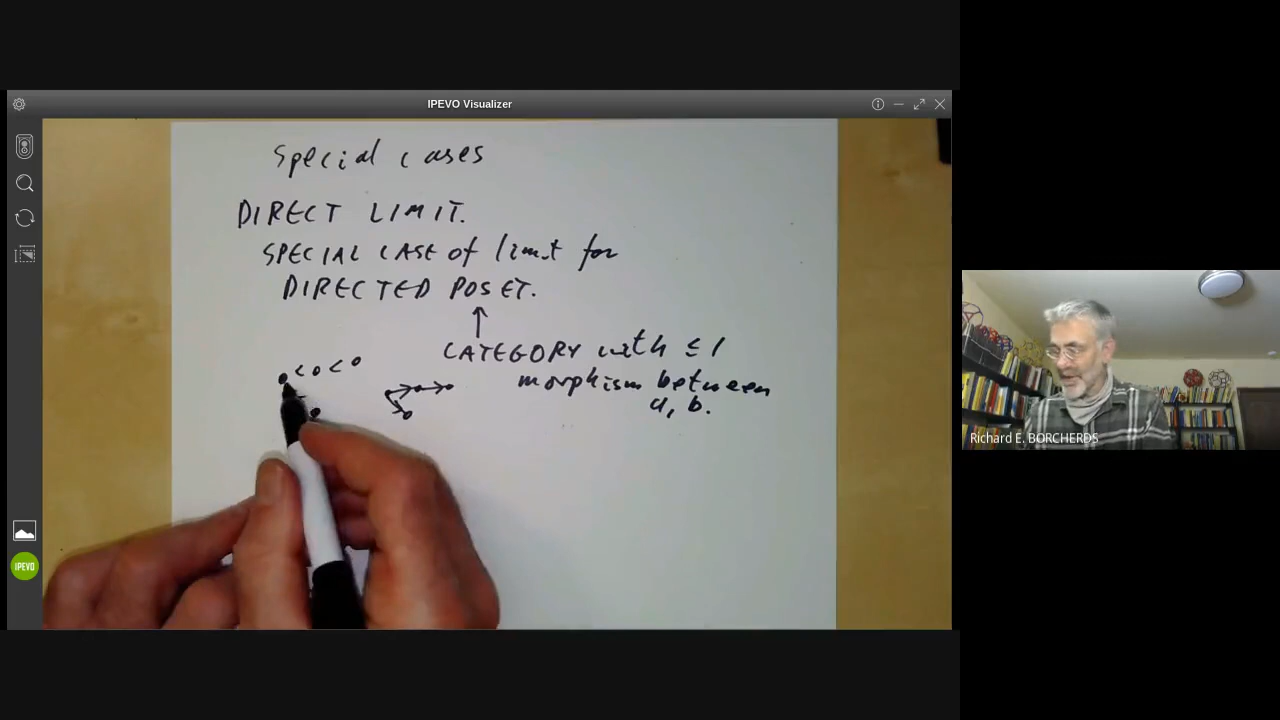 IPEVO Visualizer
Special cases
DIRECT LIMIT.
SPECIAL CASE of limit for
DIRECTED POSET.
CATEGORY with ≤ 1
morphism between
a, b.
o < o < o
Richard E. BORCHERDS
IPEVO